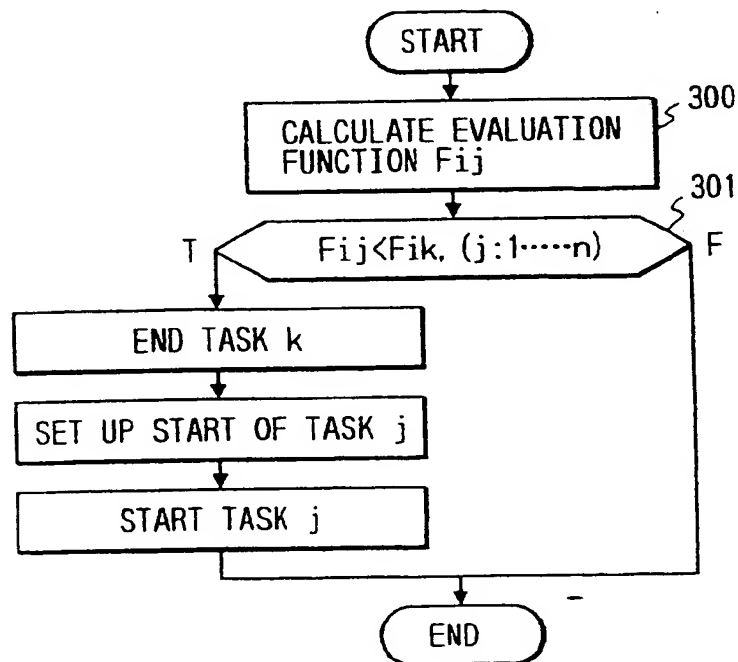 START
300
CALCULATE EVALUATION
FUNCTION Fij
301
T
Fij<Fik, (j:1·····n)
F
END TASK k
SET UP START OF TASK j
START TASK j
END